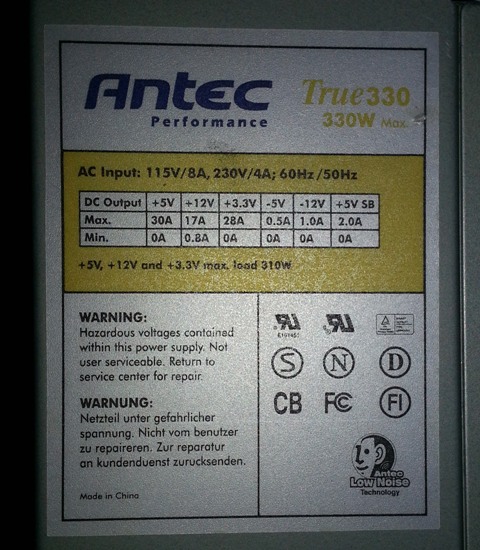 Antec
Performance
True330
330W Max.
AC Input: 115V/8A, 230V/4A; 60Hz/50Hz
DC Output +5V +12V +3.3V -5V -12V +5V SB
Max. 30A 17A 28A 0.5A 1.0A 2.0A
Min. 0A 0.8A 0A 0A 0A 0A
+5V, +12V and +3.3V max. load 310W
WARNING:
Hazardous voltages contained
within this power supply. Not
user serviceable. Return to
service center for repair.
WARNUNG:
Netzteil unter gefahrlicher
spannung. Nicht vom benutzer
zu repaireren. Zur reparatur
an kundenduenst zurucksenden.
Made in China
S N D
CB FC FI
Antec
Low Noise
Technology